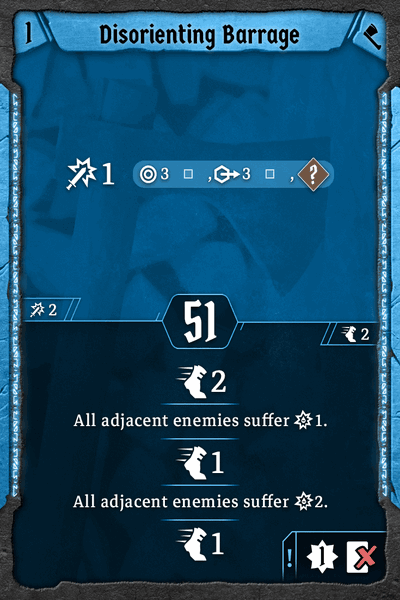 1 Disorienting Barrage
1 3 , 3 , ?
2
51
2
2
All adjacent enemies suffer 1.
1
All adjacent enemies suffer 2.
1
! 1